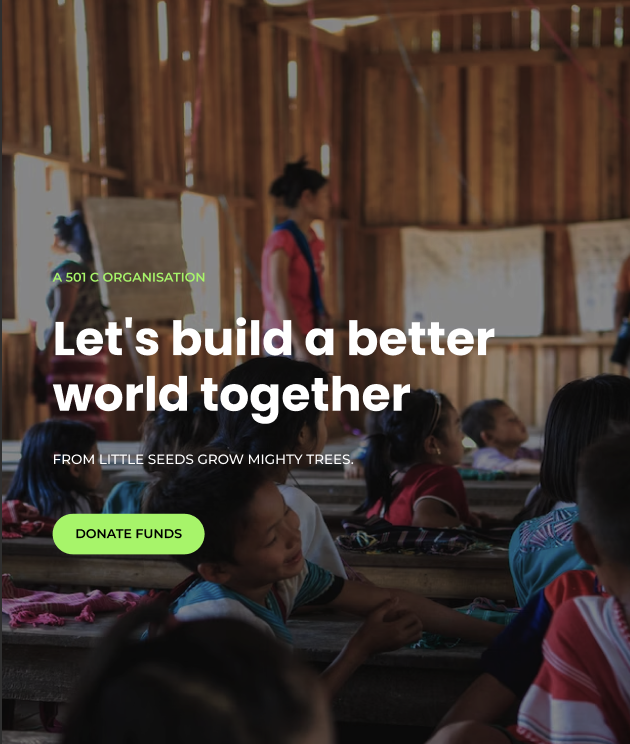 A 501 C ORGANISATION
Let's build a better
world together
FROM LITTLE SEEDS GROW MIGHTY TREES.
DONATE FUNDS